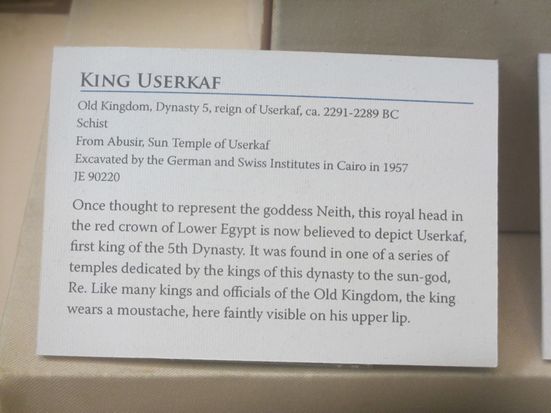 KING USERKAF
Old Kingdom, Dynasty 5, reign of Userkaf, ca. 2291-2289 BC
Schist
From Abusir, Sun Temple of Userkaf
Excavated by the German and Swiss Institutes in Cairo in 1957
JE 90220
Once thought to represent the goddess Neith, this royal head in
the red crown of Lower Egypt is now believed to depict Userkaf,
first king of the 5th Dynasty. It was found in one of a series of
temples dedicated by the kings of this dynasty to the sun-god,
Re. Like many kings and officials of the Old Kingdom, the king
wears a moustache, here faintly visible on his upper lip.